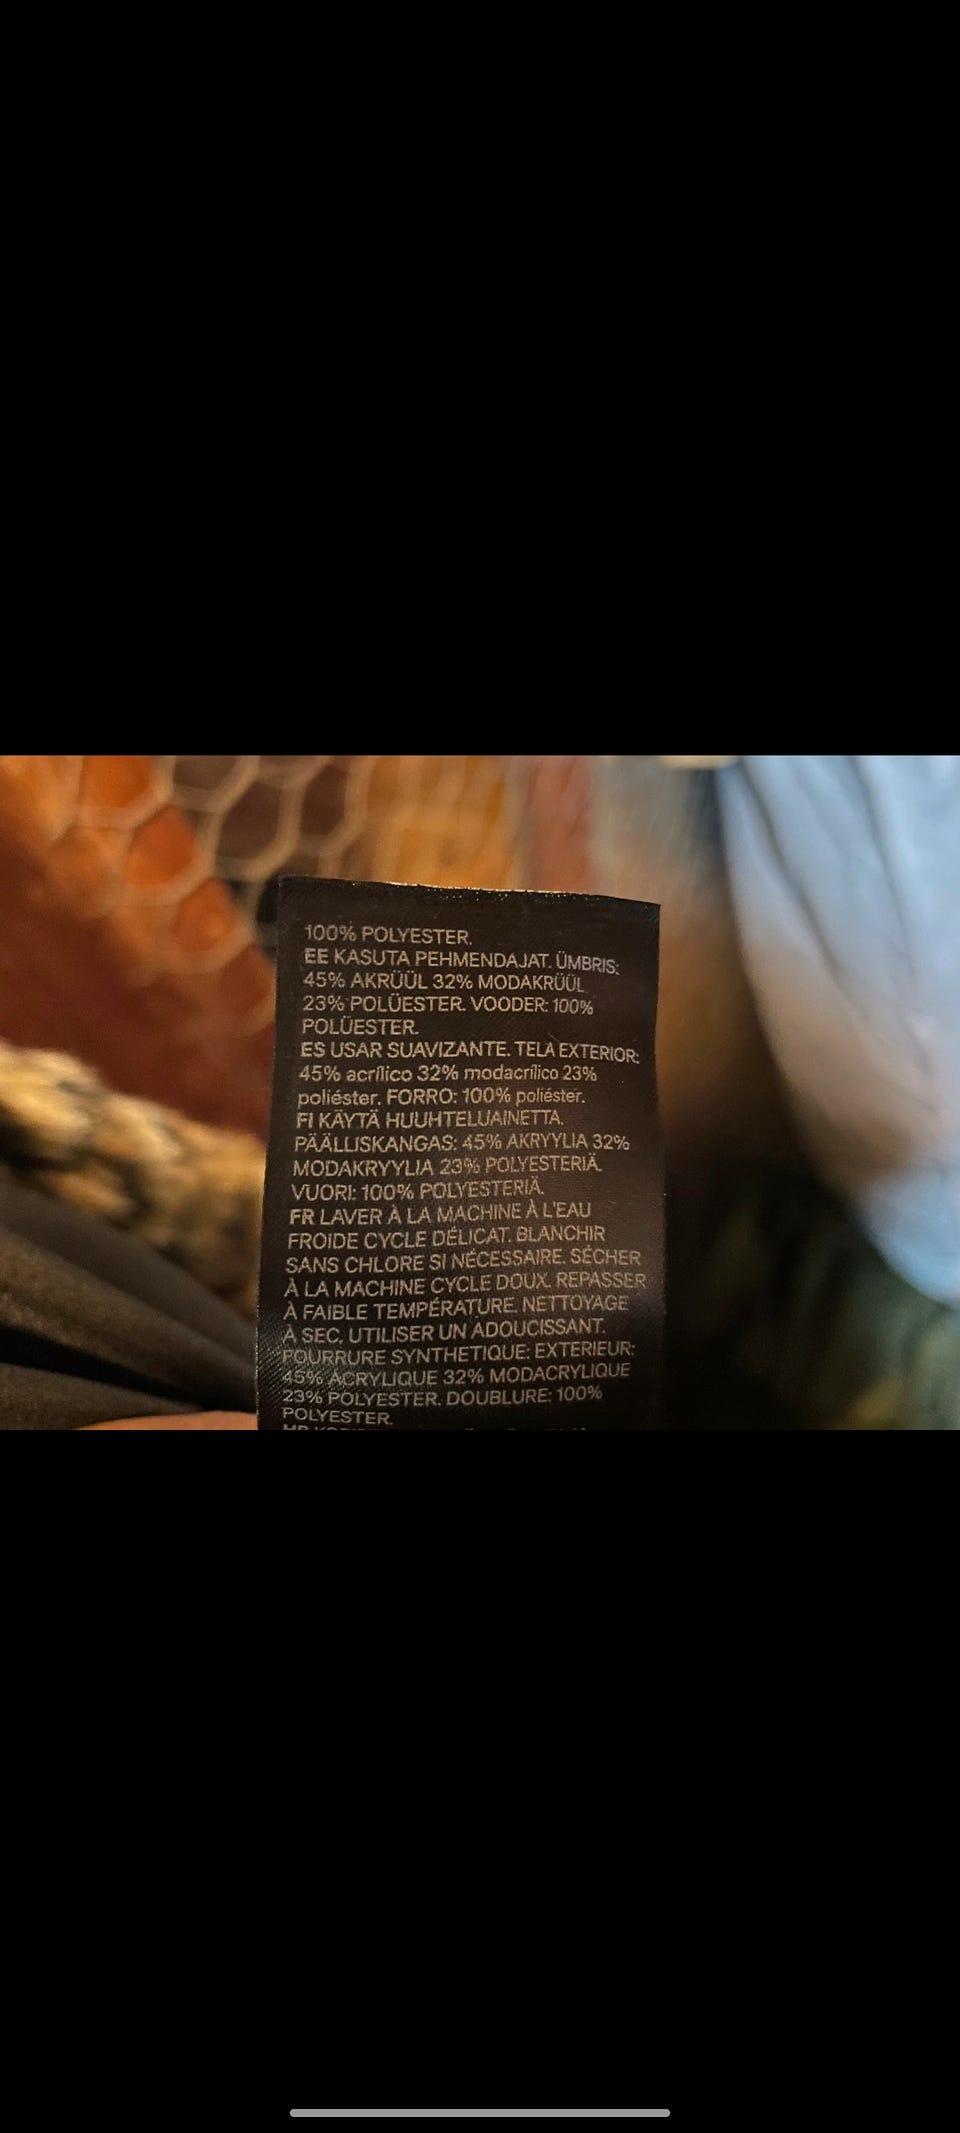 100% POLYESTER.
EE KASUTA PEHMENDAJAT. ÜMBRIS:
45% AKRÜÜL 32% MODAKRÜÜL
23% POLÜESTER. VOODER: 100%
POLÜESTER.
ES USAR SUAVIZANTE. TELA EXTERIOR:
45% acrílico 32% modacrílico 23%
poliéster. FORRO: 100% poliéster.
FI KÄYTÄ HUUHTELUAINETTA.
PÄÄLLISKANGAS: 45% AKRYYLIA 32%
MODAKRYYLIA 23% POLYESTERIÄ.
VUORI: 100% POLYESTERIÄ.
FR LAVER À LA MACHINE À L'EAU
FROIDE CYCLE DÉLICAT. BLANCHIR
SANS CHLORE SI NÉCESSAIRE. SÉCHER
À LA MACHINE CYCLE DOUX. REPASSER
À FAIBLE TEMPÉRATURE. NETTOYAGE
À SEC. UTILISER UN ADOUCISSANT.
FOURRURE SYNTHETIQUE: EXTERIEUR:
45% ACRYLIQUE 32% MODACRYLIQUE
23% POLYESTER. DOUBLURE: 100%
POLYESTER.